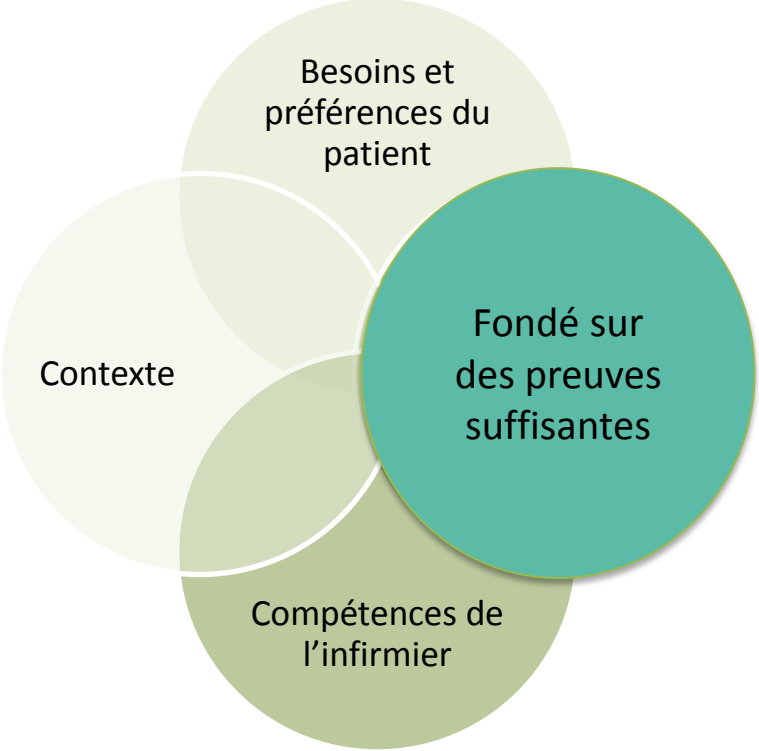 Besoins et
préférences du
patient
Contexte
Fondé sur
des preuves
suffisantes
Compétences de
l’infirmier